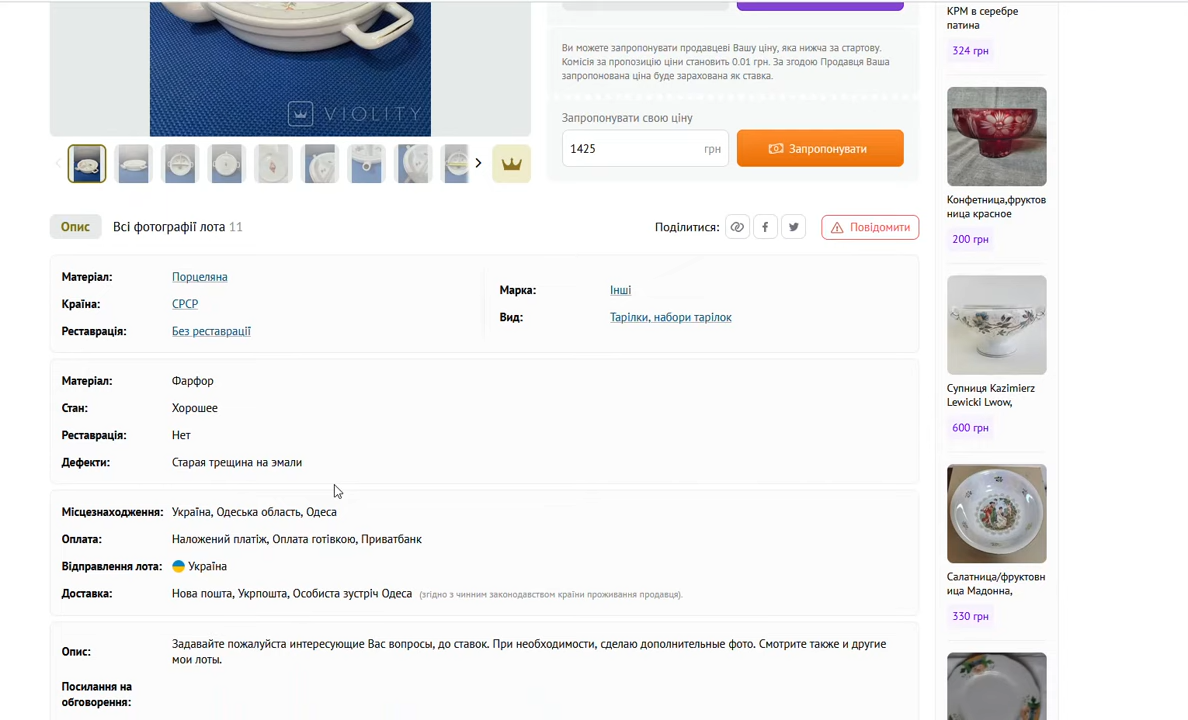 Ви можете запропонувати продавцеві Вашу ціну, яка нижча за стартову.
Комісія за пропозицію ціни становить 0.01 грн. За згодою Продавця Ваша
запропонована ціна буде зарахована як ставка.
VIOLITY
Запропонувати свою ціну
1425 грн
Запропонувати
Опис
Всі фотографії лота 11
Поділитися:
Повідомити
Матеріал: Порцеляна
Країна: СРСР
Реставрація: Без реставрації
Марка: Інші
Вид: Тарілки, набори тарілок
Матеріал: Фарфор
Стан: Хорошее
Реставрація: Нет
Дефекти: Старая трещина на эмали
Місцезнаходження: Україна, Одеська область, Одеса
Оплата: Наложений платіж, Оплата готівкою, Приватбанк
Відправлення лота: Україна
Доставка: Нова пошта, Укрпошта, Особиста зустріч Одеса (згідно з чинним законодавством країни проживання продавця).
Опис: Задавайте пожалуйста интересующие Вас вопросы, до ставок. При необходимости, сделаю дополнительные фото. Смотрите также и другие
мои лоты.
Посилання на
обговорення:
КРМ в серебре
патина
324 грн
Конфетница,фруктов
ница красное
200 грн
Супниця Kazimierz
Lewicki Lwow,
600 грн
Салатница/фруктовн
ица Мадонна,
330 грн